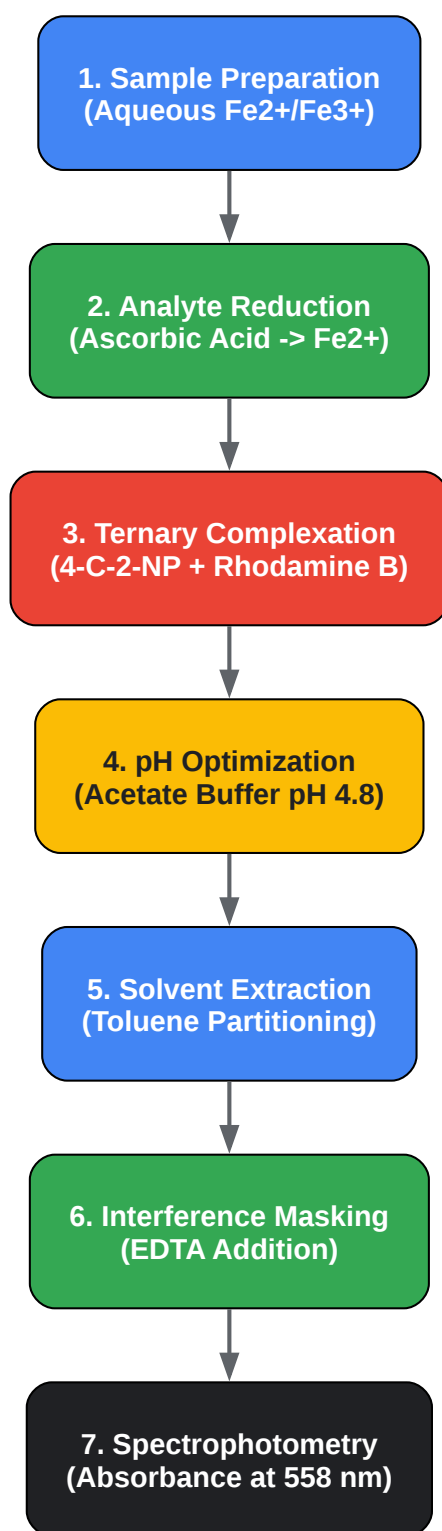 1. Sample Preparation
(Aqueous Fe2+/Fe3+)
2. Analyte Reduction
(Ascorbic Acid -> Fe2+)
3. Ternary Complexation
(4-C-2-NP + Rhodamine B)
4. pH Optimization
(Acetate Buffer pH 4.8)
5. Solvent Extraction
(Toluene Partitioning)
6. Interference Masking
(EDTA Addition)
7. Spectrophotometry
(Absorbance at 558 nm)